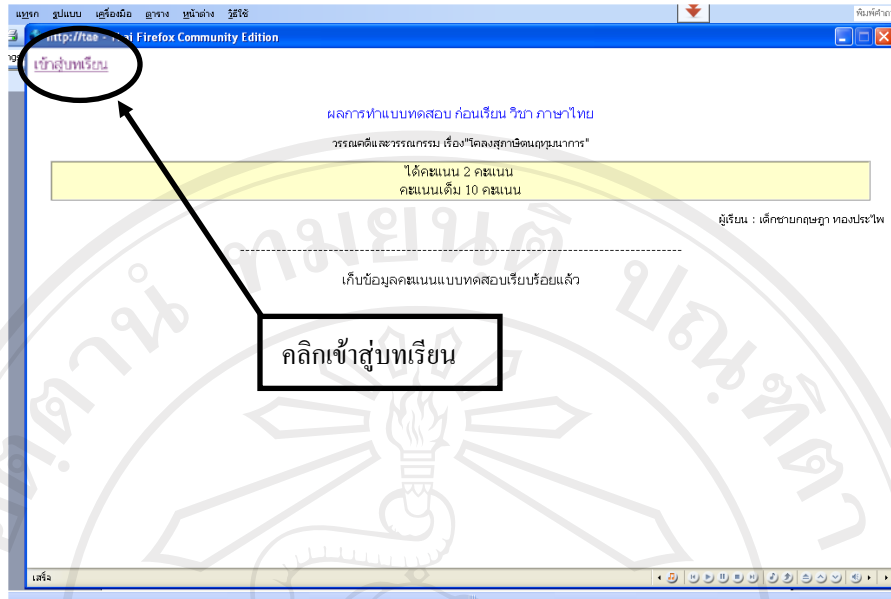 แทรก รูปแบบ เครื่องมือ ตาราง หน้าต่าง วิธีใช้
พิมพ์คำถ
http://tae - Thai Firefox Community Edition
เข้าสู่บทเรียน
ผลการทำแบบทดสอบ ก่อนเรียน วิชา ภาษาไทย
วรรณคดีและวรรณกรรม เรื่อง"โคลงสุภาษิตนฤทุมนาการ"
ได้คะแนน 2 คะแนน
คะแนนเต็ม 10 คะแนน
ผู้เรียน : เด็กชายกฤษฎา ทองประไพ
เก็บข้อมูลคะแนนแบบทดสอบเรียบร้อยแล้ว
คลิกเข้าสู่บทเรียน
เสร็จ